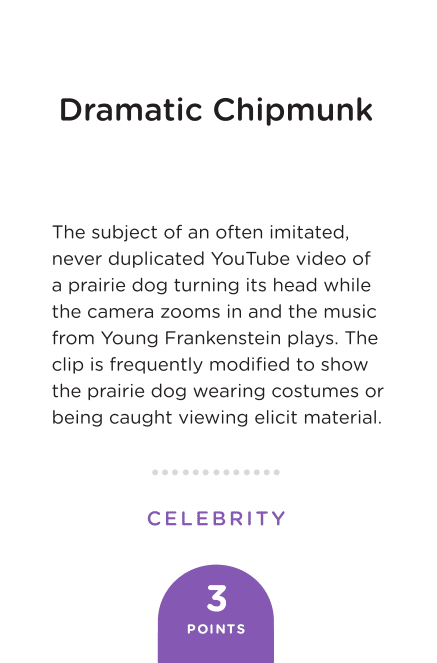 Dramatic Chipmunk
The subject of an often imitated,
never duplicated YouTube video of
a prairie dog turning its head while
the camera zooms in and the music
from Young Frankenstein plays. The
clip is frequently modified to show
the prairie dog wearing costumes or
being caught viewing elicit material.
CELEBRITY
3
POINTS